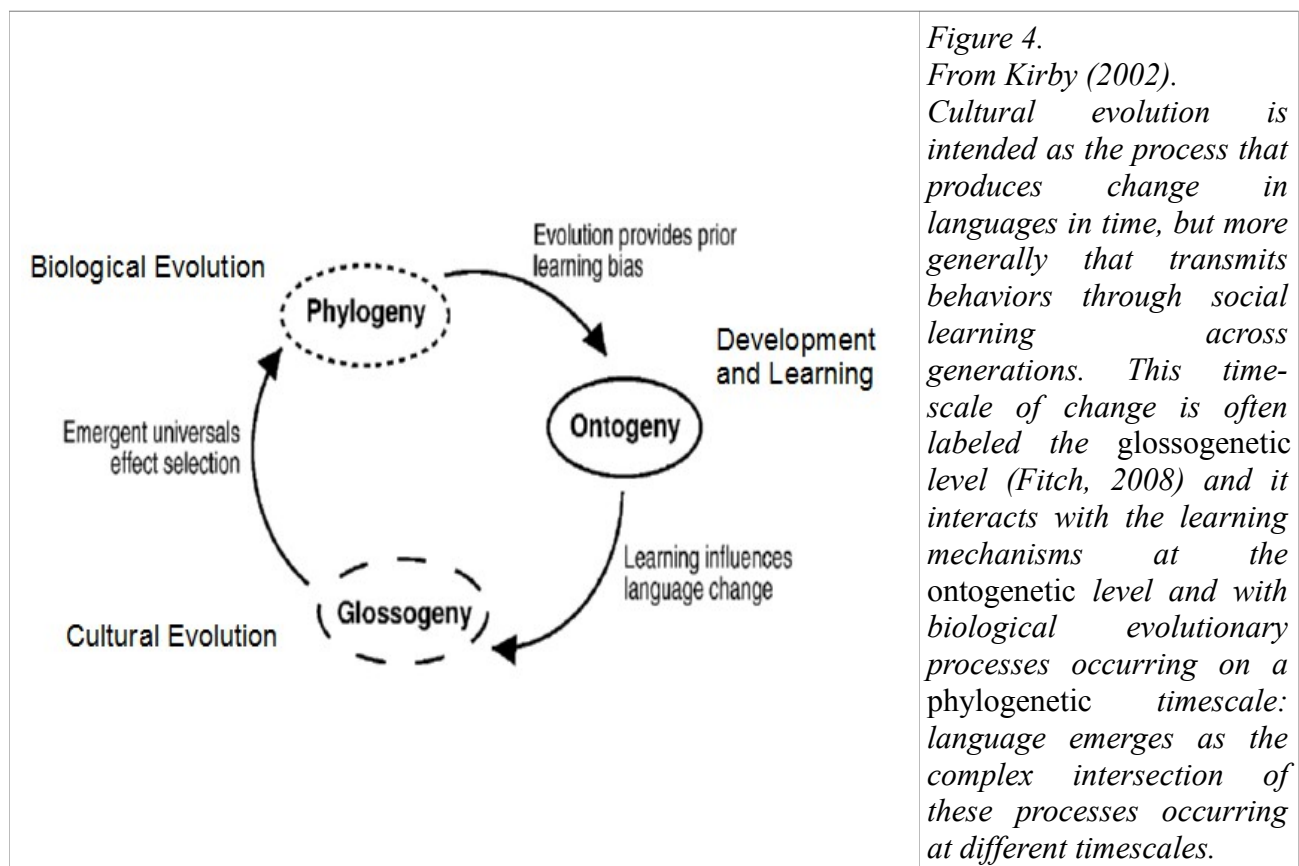 Biological Evolution
Phylogeny
Evolution provides prior
learning bias
Development
and Learning
Ontogeny
Emergent universals
effect selection
Learning influences
language change
Glossogeny
Cultural Evolution
Figure 4.
From Kirby (2002).
Cultural evolution is
intended as the process that
produces change in
languages in time, but more
generally that transmits
behaviors through social
learning across
generations. This time-
scale of change is often
labeled the glossogenetic
level (Fitch, 2008) and it
interacts with the learning
mechanisms at the
ontogenetic level and with
biological evolutionary
processes occurring on a
phylogenetic timescale:
language emerges as the
complex intersection of
these processes occurring
at different timescales.